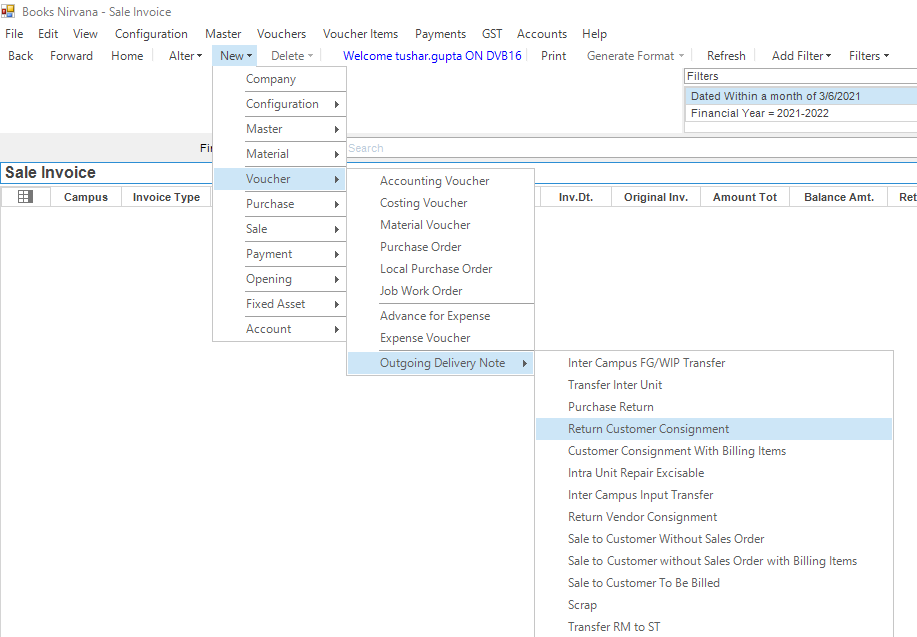 Books Nirvana - Sale Invoice
File Edit View Configuration Master Vouchers Voucher Items Payments GST Accounts Help
Back Forward Home Alter New Delete Welcome tushar.gupta ON DVB16 Print Generate Format Refresh Add Filter Filters
Company
Configuration
Master
Material
Voucher
Purchase
Sale
Payment
Opening
Fixed Asset
Account
Filters
Dated Within a month of 3/6/2021
Financial Year = 2021-2022
Search
Sale Invoice
Campus Invoice Type Inv.Dt. Original Inv. Amount Tot Balance Amt.
Accounting Voucher
Costing Voucher
Material Voucher
Purchase Order
Local Purchase Order
Job Work Order
Advance for Expense
Expense Voucher
Outgoing Delivery Note
Inter Campus FG/WIP Transfer
Transfer Inter Unit
Purchase Return
Return Customer Consignment
Customer Consignment With Billing Items
Intra Unit Repair Excisable
Inter Campus Input Transfer
Return Vendor Consignment
Sale to Customer Without Sales Order
Sale to Customer without Sales Order with Billing Items
Sale to Customer To Be Billed
Scrap
Transfer RM to ST